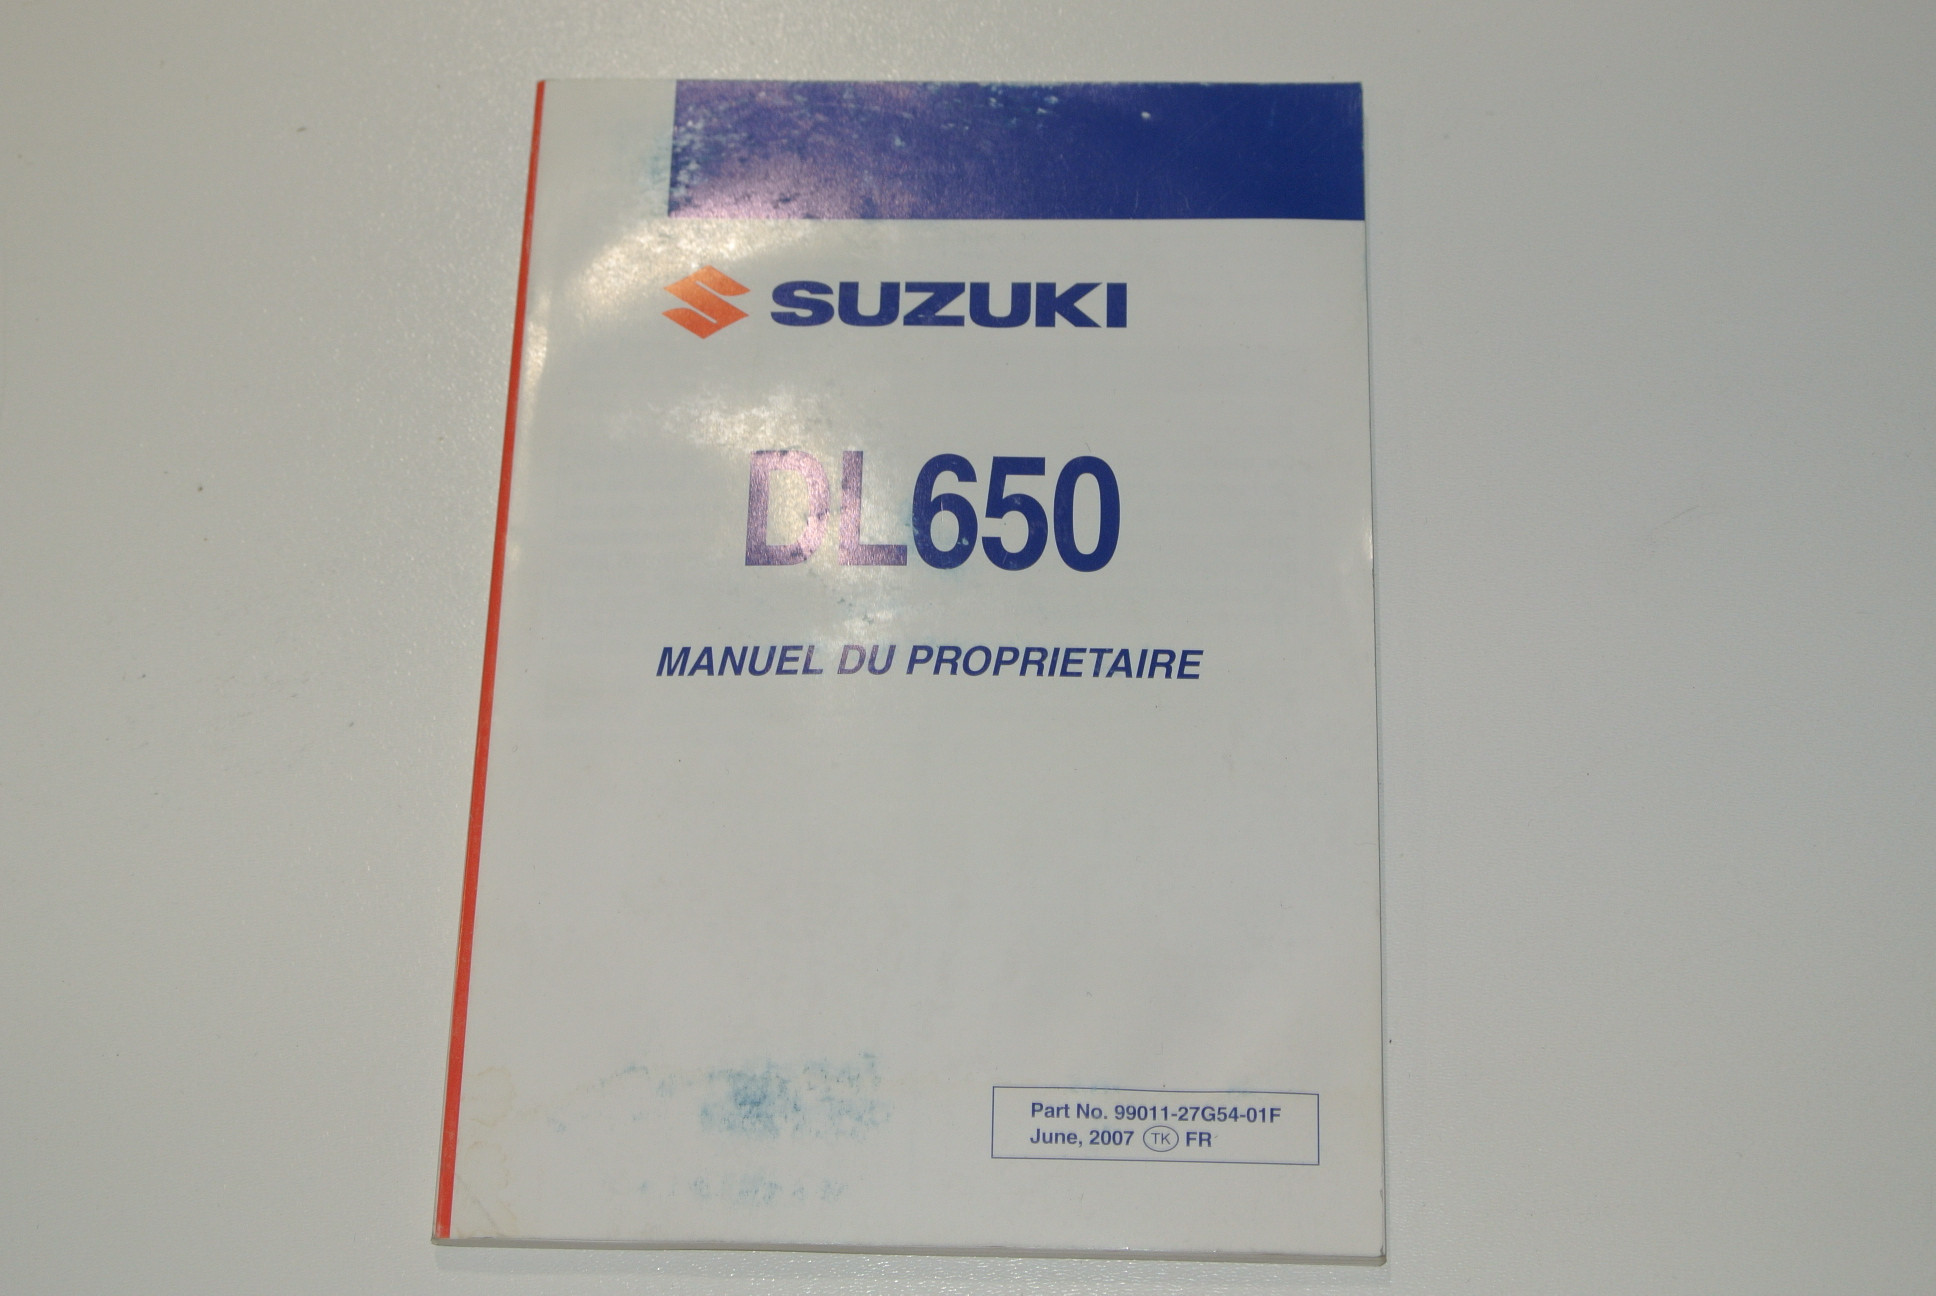 SUZUKI
DL650
MANUEL DU PROPRIETAIRE
Part No. 99011-27G54-01F
June, 2007 TK FR